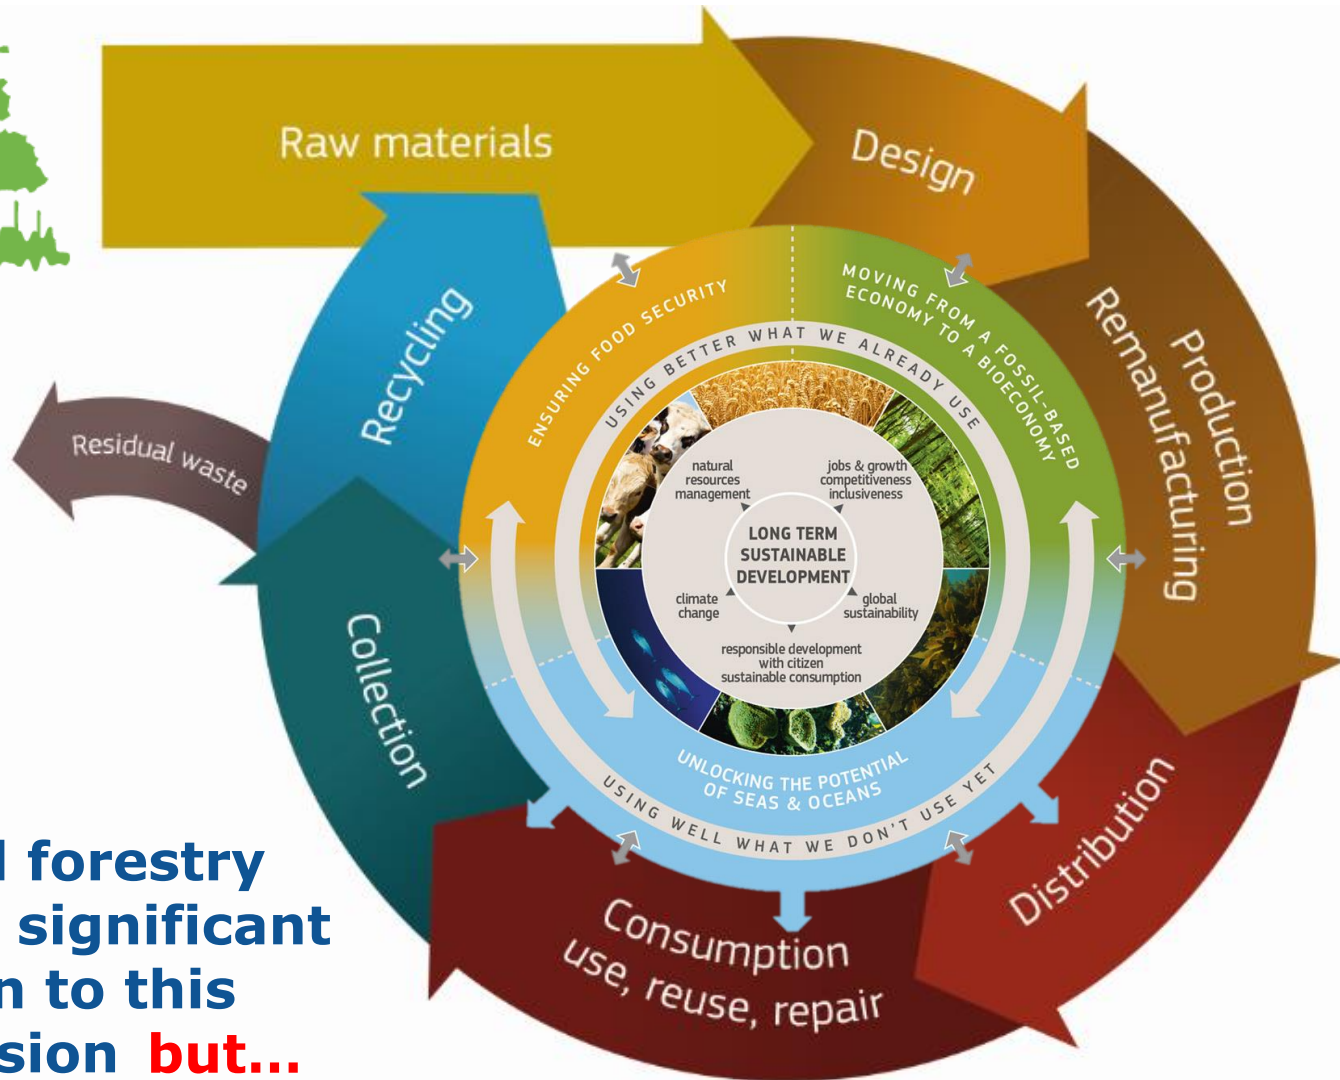 Raw materials
Design
Production
Remanufacturing
Distribution
Consumption
use, reuse, repair
Collection
Recycling
Residual waste
ENSURING FOOD SECURITY
MOVING FROM A FOSSIL-BASED
ECONOMY TO A BIOECONOMY
USING BETTER WHAT WE ALREADY USE
natural
resources
management
jobs & growth
competitiveness
inclusiveness
LONG TERM
SUSTAINABLE
DEVELOPMENT
climate
change
global
sustainability
responsible development
with citizen
sustainable consumption
UNLOCKING THE POTENTIAL
OF SEAS & OCEANS
USING WELL WHAT WE DON'T USE YET
forestry
significant
to this
but...